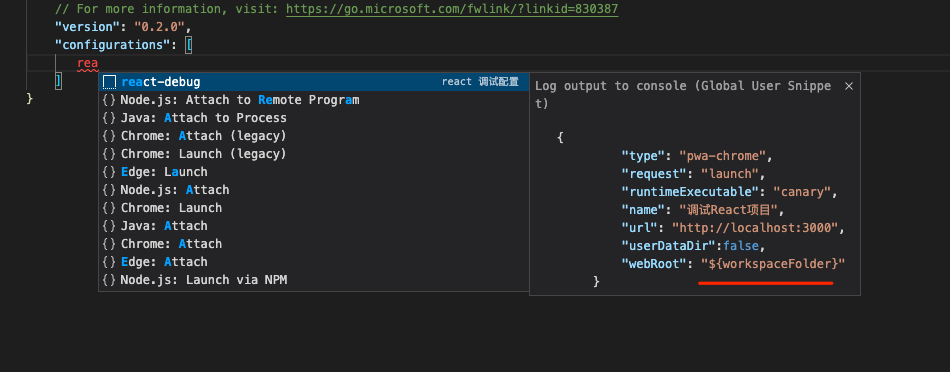 // For more information, visit: https://go.microsoft.com/fwlink/?linkid=830387
"version": "0.2.0",
"configurations": [
rea
]
}
react-debug react 调试配置
{} Node.js: Attach to Remote Program
{} Java: Attach to Process
{} Chrome: Attach (legacy)
{} Chrome: Launch (legacy)
{} Edge: Launch
{} Node.js: Attach
{} Chrome: Launch
{} Java: Attach
{} Chrome: Attach
{} Edge: Attach
{} Node.js: Launch via NPM
Log output to console (Global User Snippe
t)
{
"type": "pwa-chrome",
"request": "launch",
"runtimeExecutable": "canary",
"name": "调试React项目",
"url": "http://localhost:3000",
"userDataDir":false,
"webRoot": "${workspaceFolder}"
}